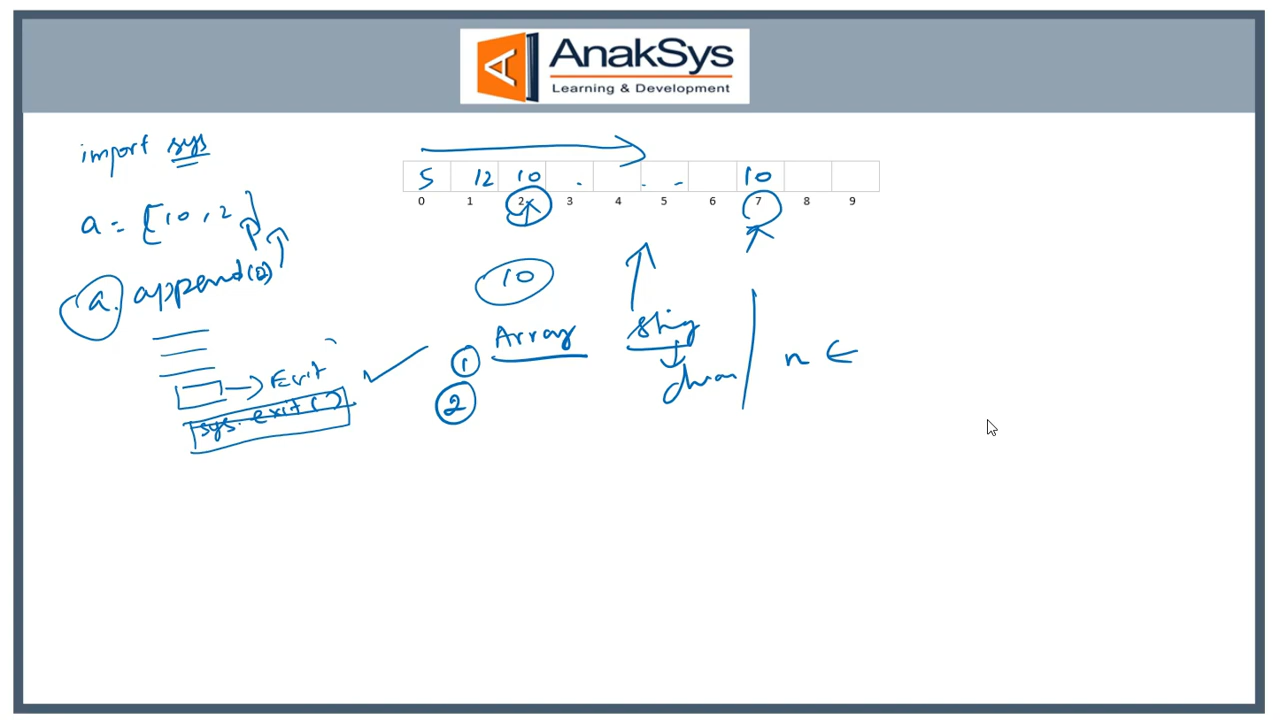 AnakSys
Learning & Development
import sys
5 12 10 . . - 10
0 1 2 3 4 5 6 7 8 9
a = [10, 2]
a. append(2)
10
Array String
1
n ←
char
→ Exit
2
sys. exit()